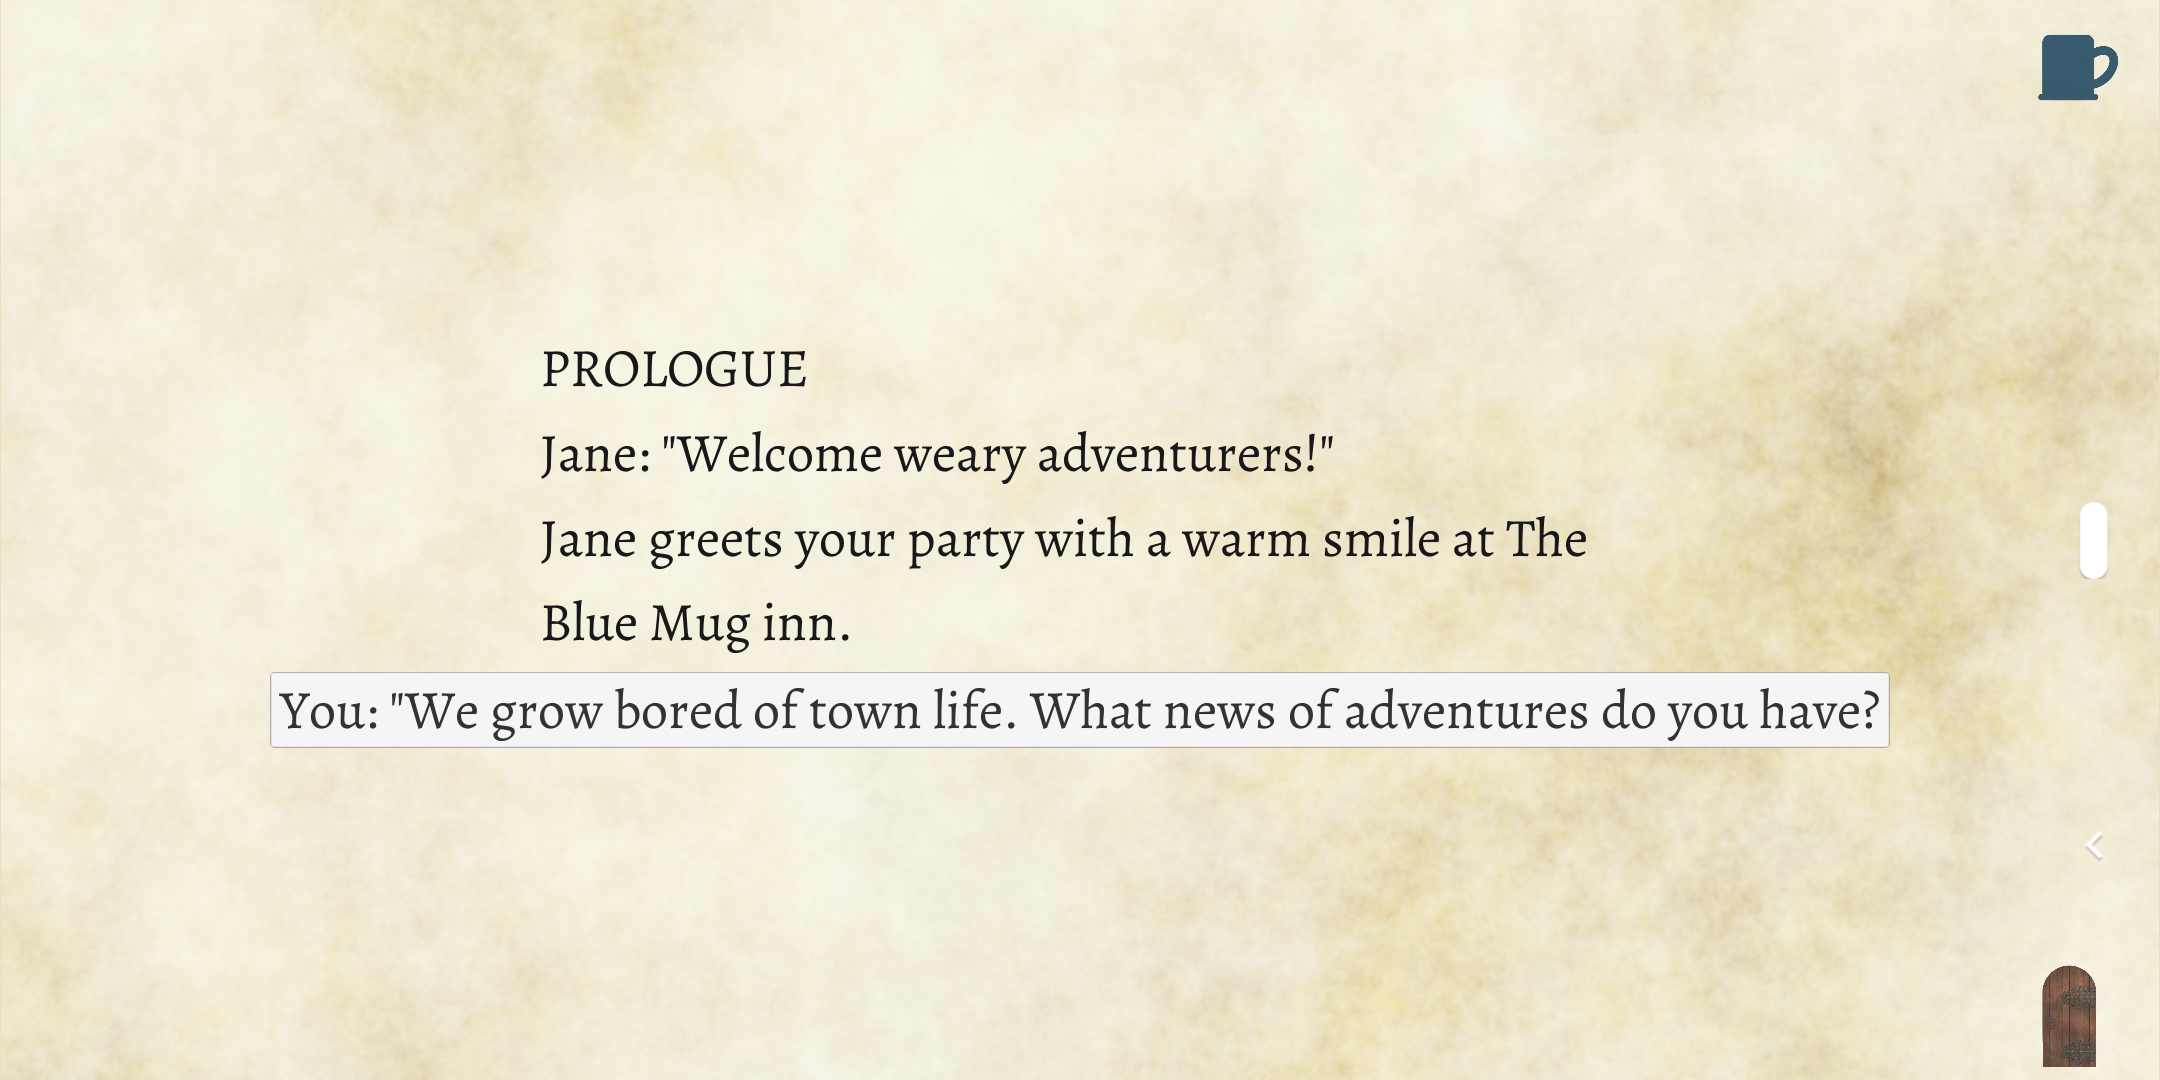 PROLOGUE
Jane: "Welcome weary adventurers!"
Jane greets your party with a warm smile at The
Blue Mug inn.
You: "We grow bored of town life. What news of adventures do you have?